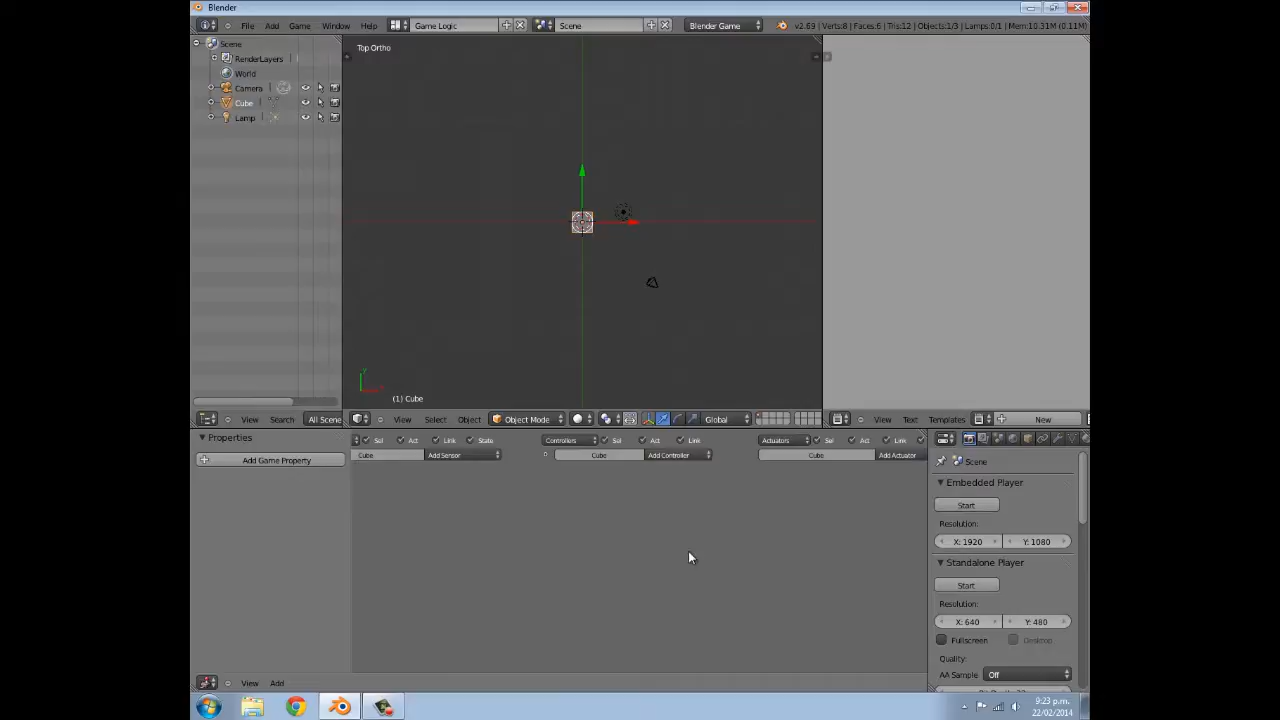 Blender
File Add Game Window Help Game Logic Scene Blender Game v2.69 | Verts:8 | Faces:6 | Tris:12 | Objects:1/3 | Lamps:0/1 | Mem:10.31M (0.11M)
Scene
RenderLayers
World
Camera
Cube
Lamp
Top Ortho
(1) Cube
View Search All Scene
View Select Object Object Mode Global
View Text Templates New
Properties
Add Game Property
Sel Act Link State
Cube Add Sensor
Controllers Sel Act Link
Cube Add Controller
Actuators Sel Act Link
Cube Add Actuator
Scene
Embedded Player
Start
Resolution:
X: 1920 Y: 1080
Standalone Player
Start
Resolution:
X: 640 Y: 480
Fullscreen Desktop
Quality:
AA Sample Off
View Add
9:23 p.m.
22/02/2014